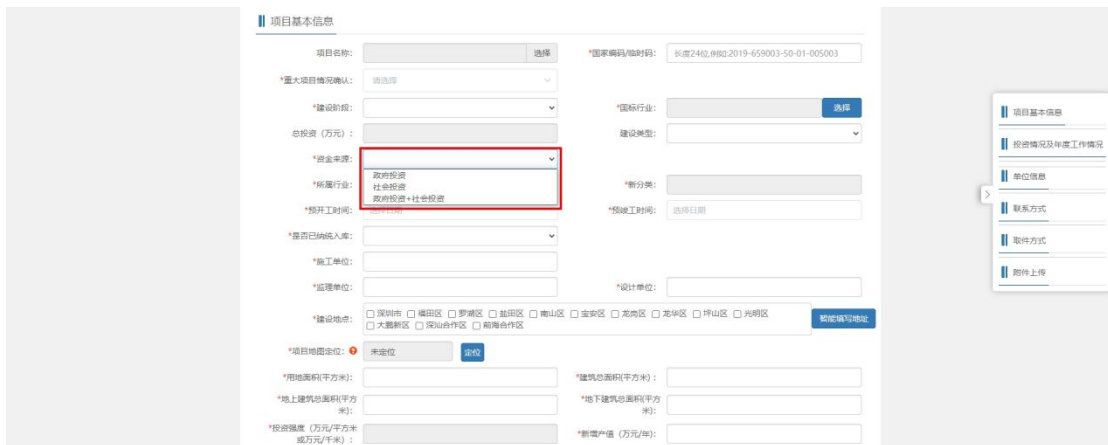 项目基本信息
项目名称: 选择 *国家编码/临时码: 长度24位,例如:2019-659003-50-01-005003
*重大项目情况确认: 请选择
*建设阶段: *国标行业: 选择
总投资（万元）: 建设类型:
*资金来源:
政府投资
*所属行业: 社会投资 *新分类:
政府投资+社会投资
*预开工时间: 选择日期 *预竣工时间: 选择日期
*是否已纳统入库:
*施工单位:
*监理单位: *设计单位:
*建设地点: 深圳市 福田区 罗湖区 盐田区 南山区 宝安区 龙岗区 龙华区 坪山区 光明区 智能填写地址
大鹏新区 深汕合作区 前海合作区
*项目地图定位: 未定位 定位
*用地面积(平方米): *建筑总面积(平方米):
*地上建筑总面积(平方米): *地下建筑总面积(平方米):
*投资强度（万元/平方米或万元/千米）: *新增产值（万元/年):
项目基本信息
投资情况及年度工作情况
单位信息
联系方式
取件方式
附件上传